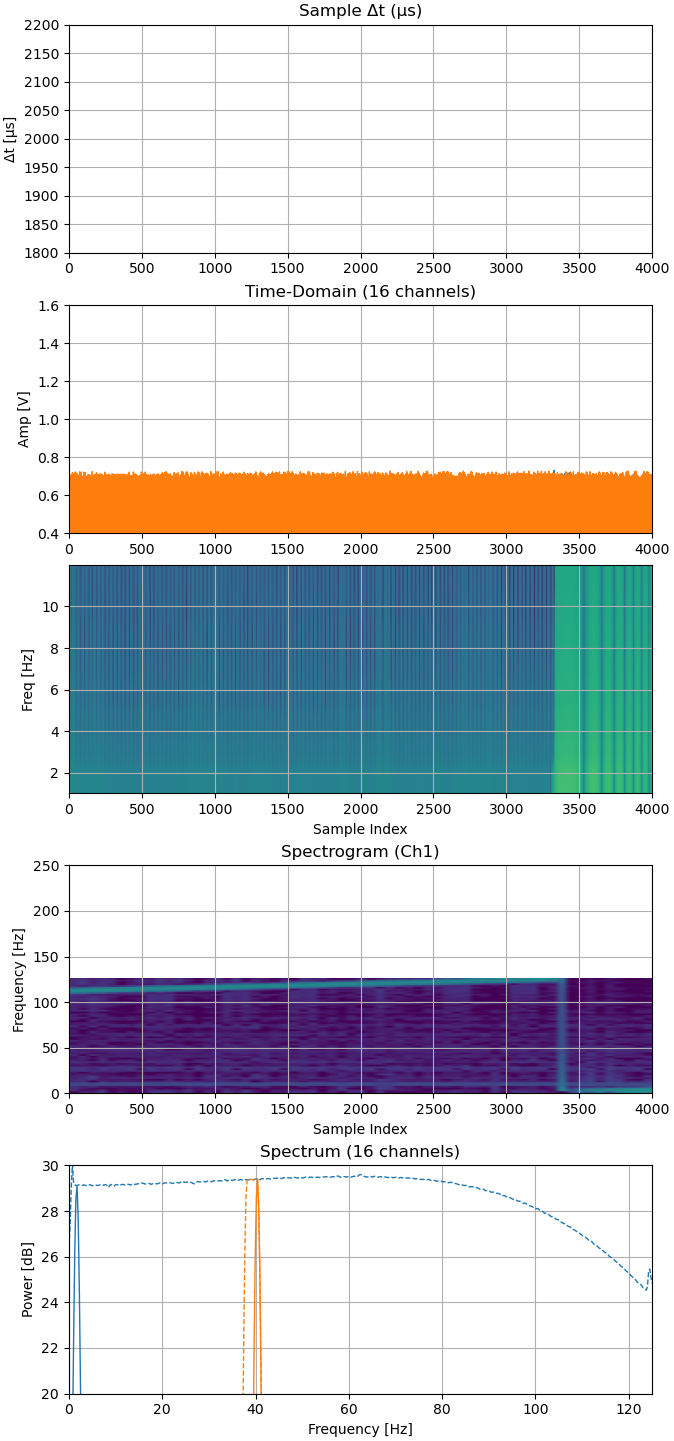 Sample Δt (µs)
Δt [µs]
2200
2150
2100
2050
2000
1950
1900
1850
1800
0 500 1000 1500 2000 2500 3000 3500 4000
Time-Domain (16 channels)
Amp [V]
1.6
1.4
1.2
1.0
0.8
0.6
0.4
0 500 1000 1500 2000 2500 3000 3500 4000
Freq [Hz]
10
8
6
4
2
0 500 1000 1500 2000 2500 3000 3500 4000
Sample Index
Spectrogram (Ch1)
Frequency [Hz]
250
200
150
100
50
0
0 500 1000 1500 2000 2500 3000 3500 4000
Sample Index
Spectrum (16 channels)
Power [dB]
30
28
26
24
22
20
0 20 40 60 80 100 120
Frequency [Hz]